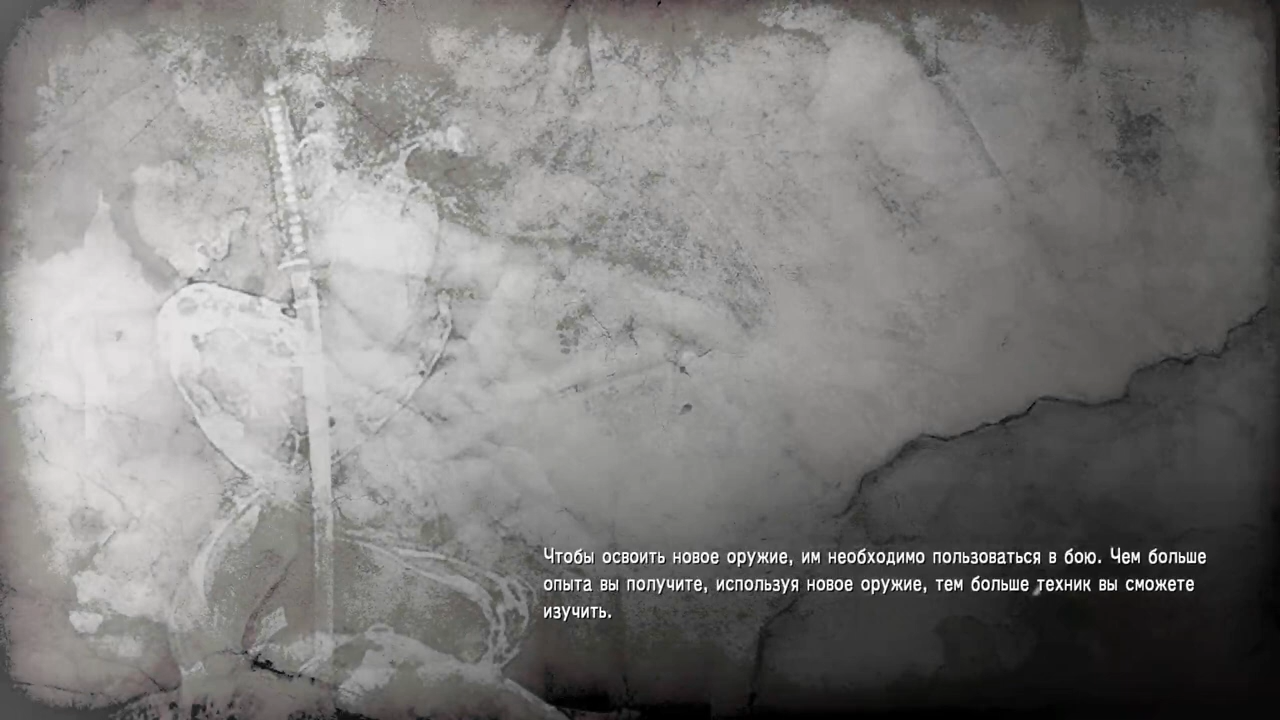 Чтобы освоить новое оружие, им необходимо пользоваться в бою. Чем больше
опыта вы получите, используя новое оружие, тем больше техник вы сможете
изучить.